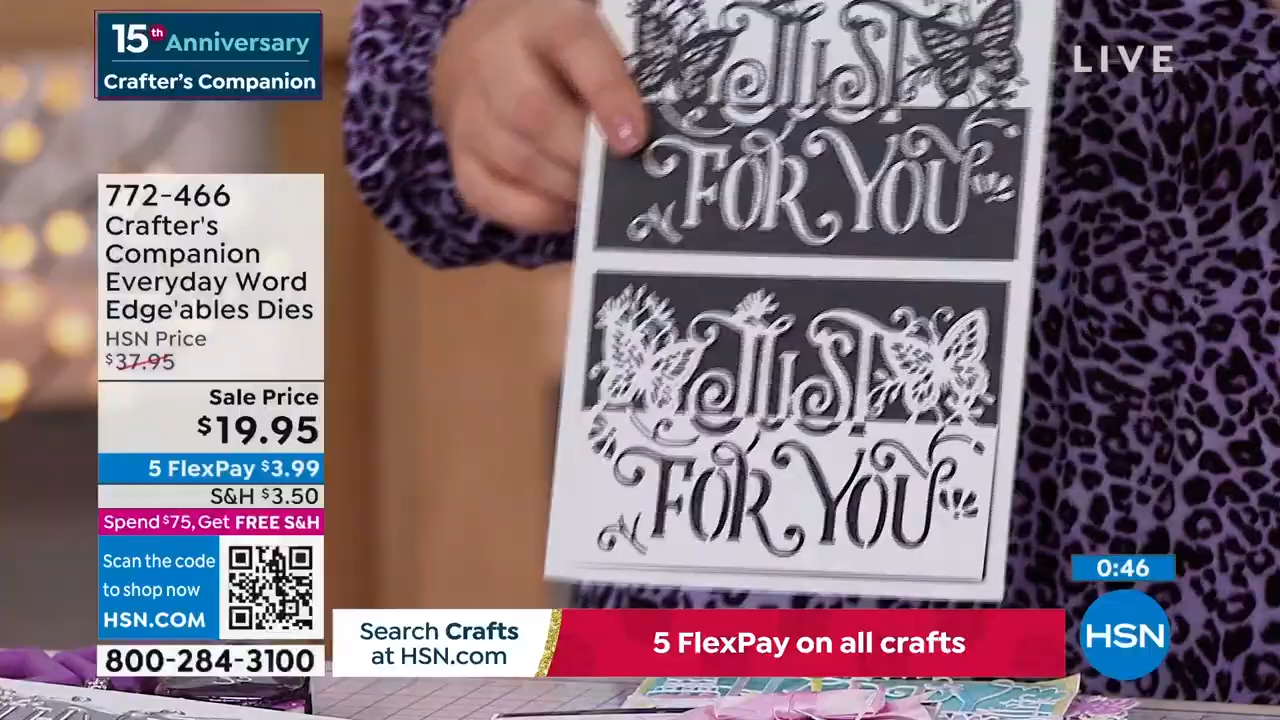 15th Anniversary
Crafter's Companion
LIVE
772-466
Crafter's
Companion
Everyday Word
Edge'ables Dies
HSN Price
$37.95
Sale Price
$19.95
5 FlexPay $3.99
S&H $3.50
Spend $75, Get FREE S&H
Scan the code
to shop now
HSN.COM
800-284-3100
JUST
FOR YOU
JUST
FOR YOU
Search Crafts
at HSN.com
5 FlexPay on all crafts
0:46
HSN